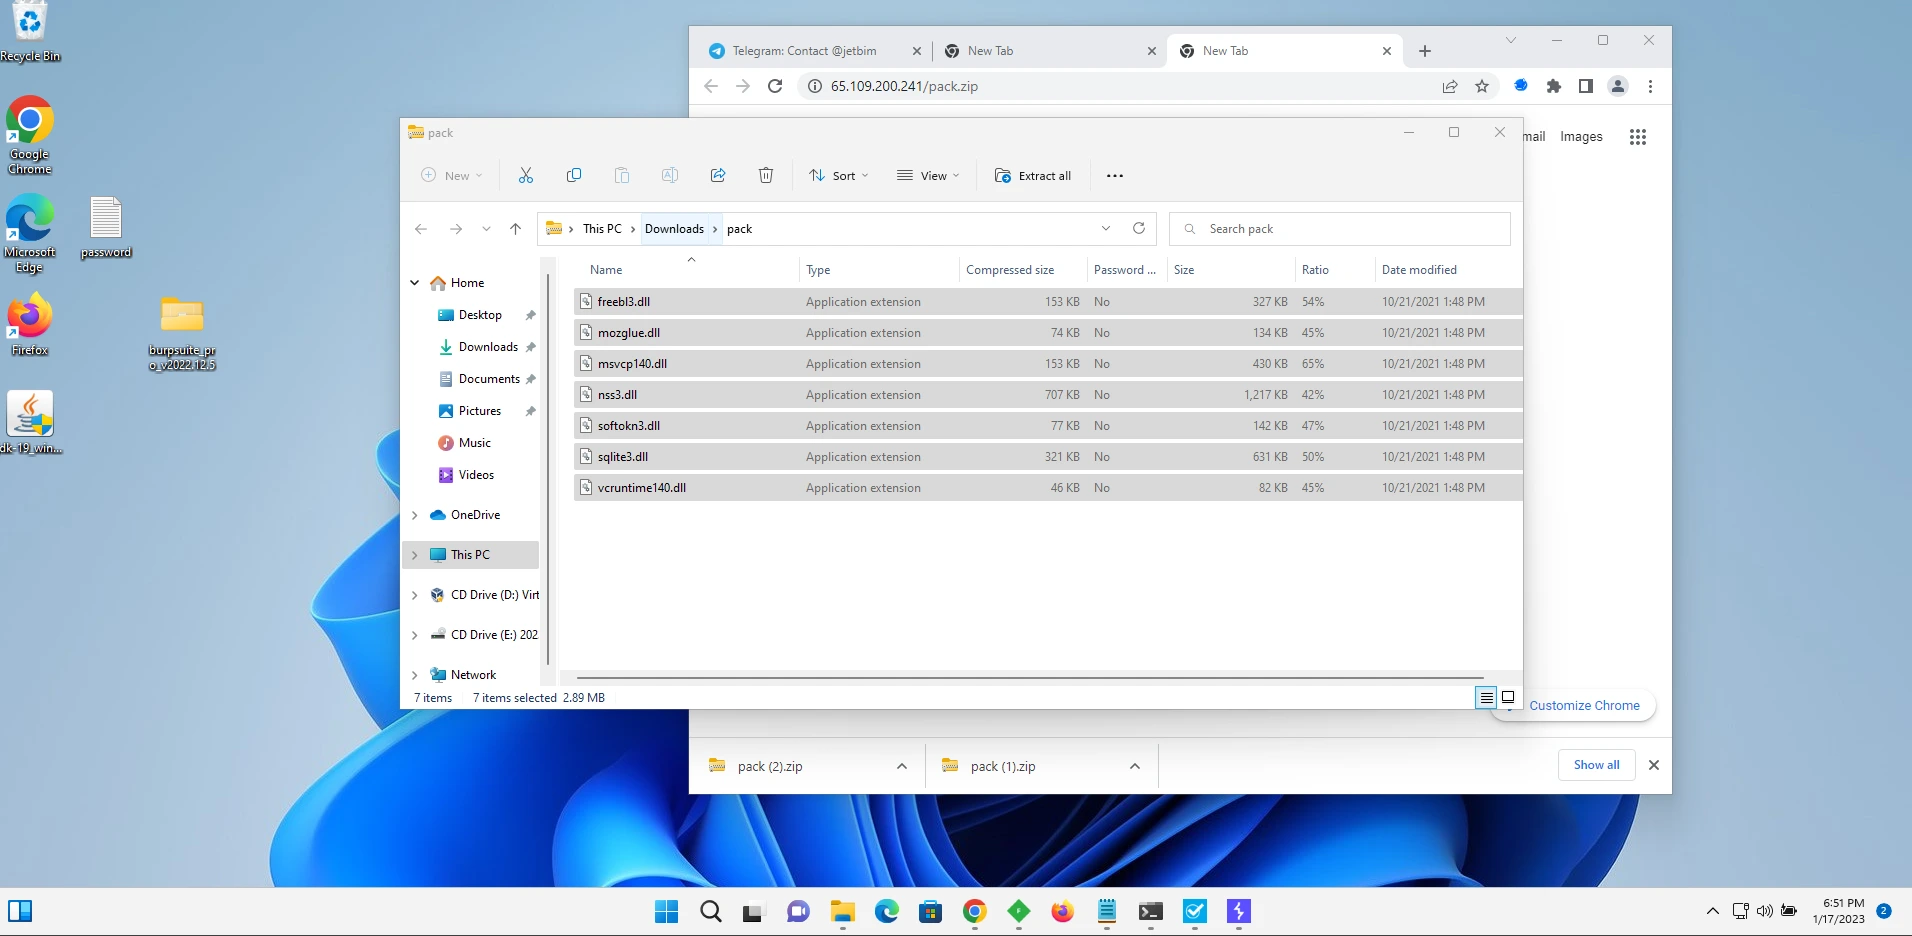 Recycle Bin
Google
Chrome
Microsoft
Edge
password
Firefox
burpsuite_pr
o_v2022.12.5
dk-19_win...
Telegram: Contact @jetbim
New Tab
New Tab
65.109.200.241/pack.zip
mail Images
pack
New
Sort
View
Extract all
This PC
Downloads
pack
Search pack
Home
Desktop
Downloads
Documents
Pictures
Music
Videos
OneDrive
This PC
CD Drive (D:) Virt
CD Drive (E:) 202
Network
Name Type Compressed size Password ... Size Ratio Date modified
freebl3.dll Application extension 153 KB No 327 KB 54% 10/21/2021 1:48 PM
mozglue.dll Application extension 74 KB No 134 KB 45% 10/21/2021 1:48 PM
msvcp140.dll Application extension 153 KB No 430 KB 65% 10/21/2021 1:48 PM
nss3.dll Application extension 707 KB No 1,217 KB 42% 10/21/2021 1:48 PM
softokn3.dll Application extension 77 KB No 142 KB 47% 10/21/2021 1:48 PM
sqlite3.dll Application extension 321 KB No 631 KB 50% 10/21/2021 1:48 PM
vcruntime140.dll Application extension 46 KB No 82 KB 45% 10/21/2021 1:48 PM
7 items 7 items selected 2.89 MB
Customize Chrome
pack (2).zip
pack (1).zip
Show all
6:51 PM
1/17/2023
2